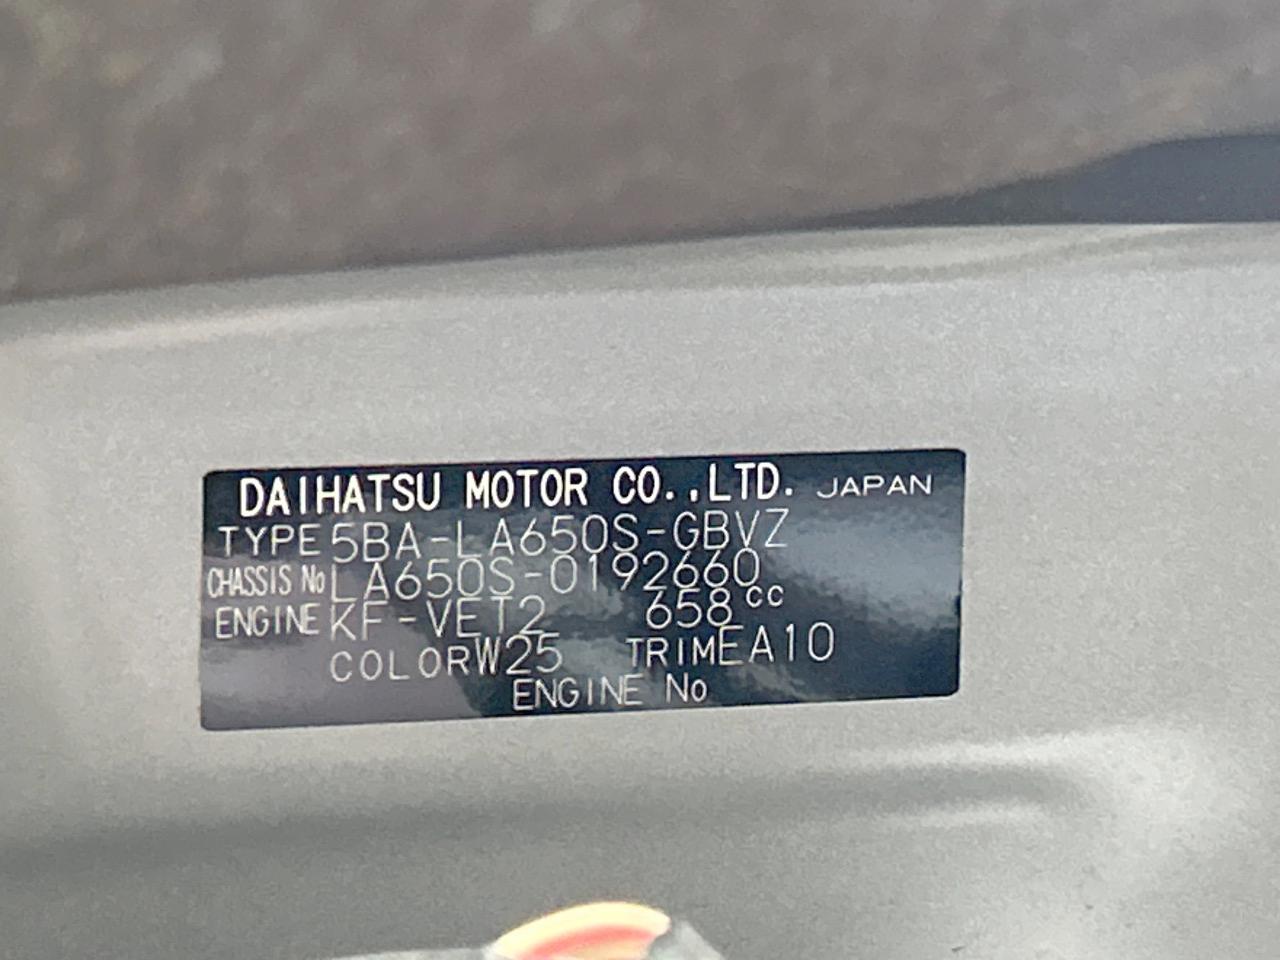 DAIHATSU MOTOR CO.,LTD. JAPAN
TYPE 5BA-LA650S-GBVZ
CHASSIS No LA650S-0192660
ENGINE KF-VET2 658cc
COLOR W25 TRIM EA10
ENGINE No